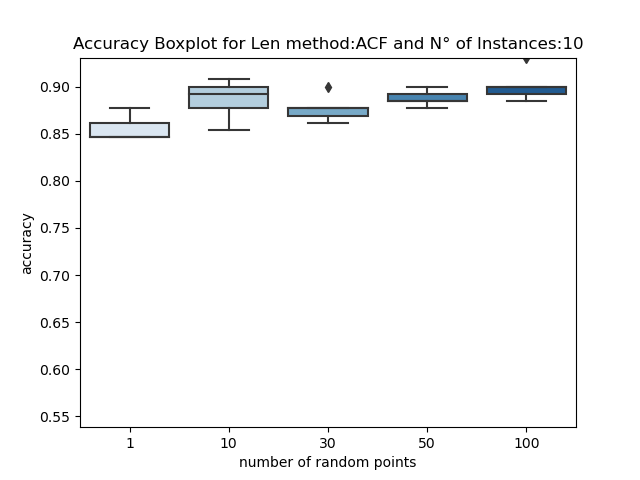 Accuracy Boxplot for Len method:ACF and N° of Instances:10
0.90
0.85
0.80
0.75
0.70
0.65
0.60
0.55
accuracy
1 10 30 50 100
number of random points